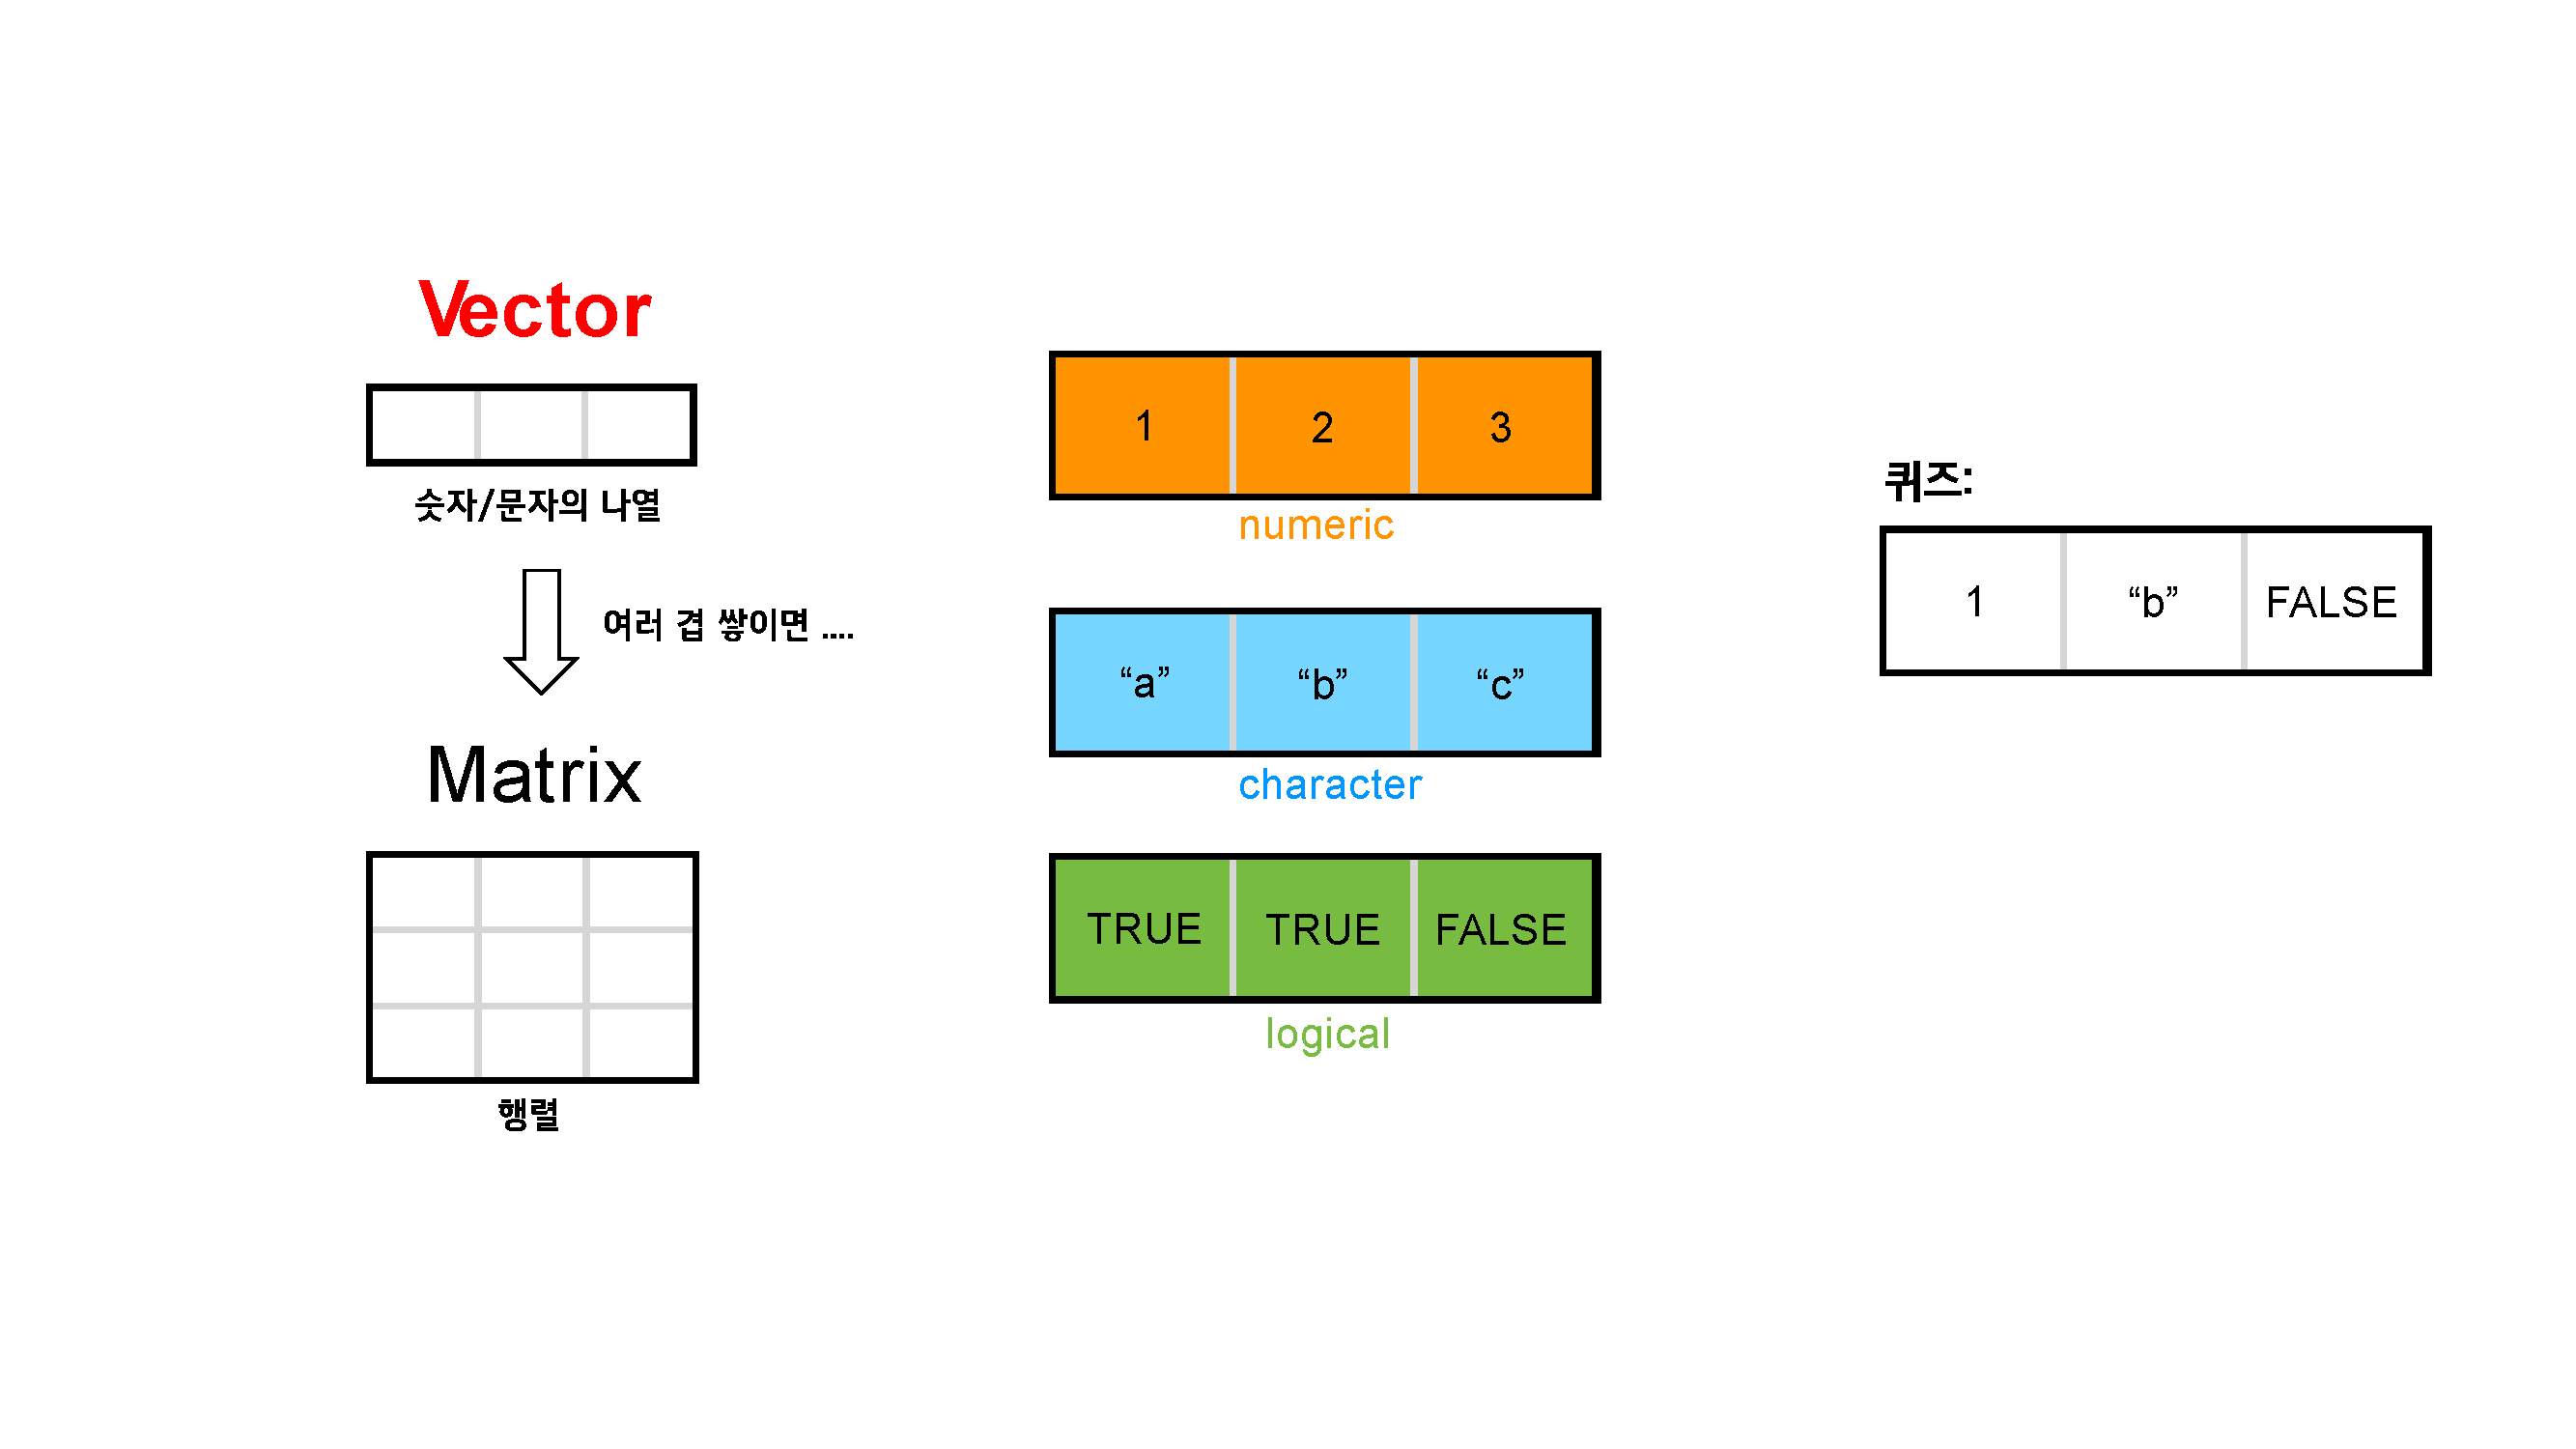 Vector
숫자/문자의 나열
여러 겹 쌓이면 ....
Matrix
행렬
1 2 3
numeric
“a” “b” “c”
character
TRUE TRUE FALSE
logical
퀴즈:
1 “b” FALSE